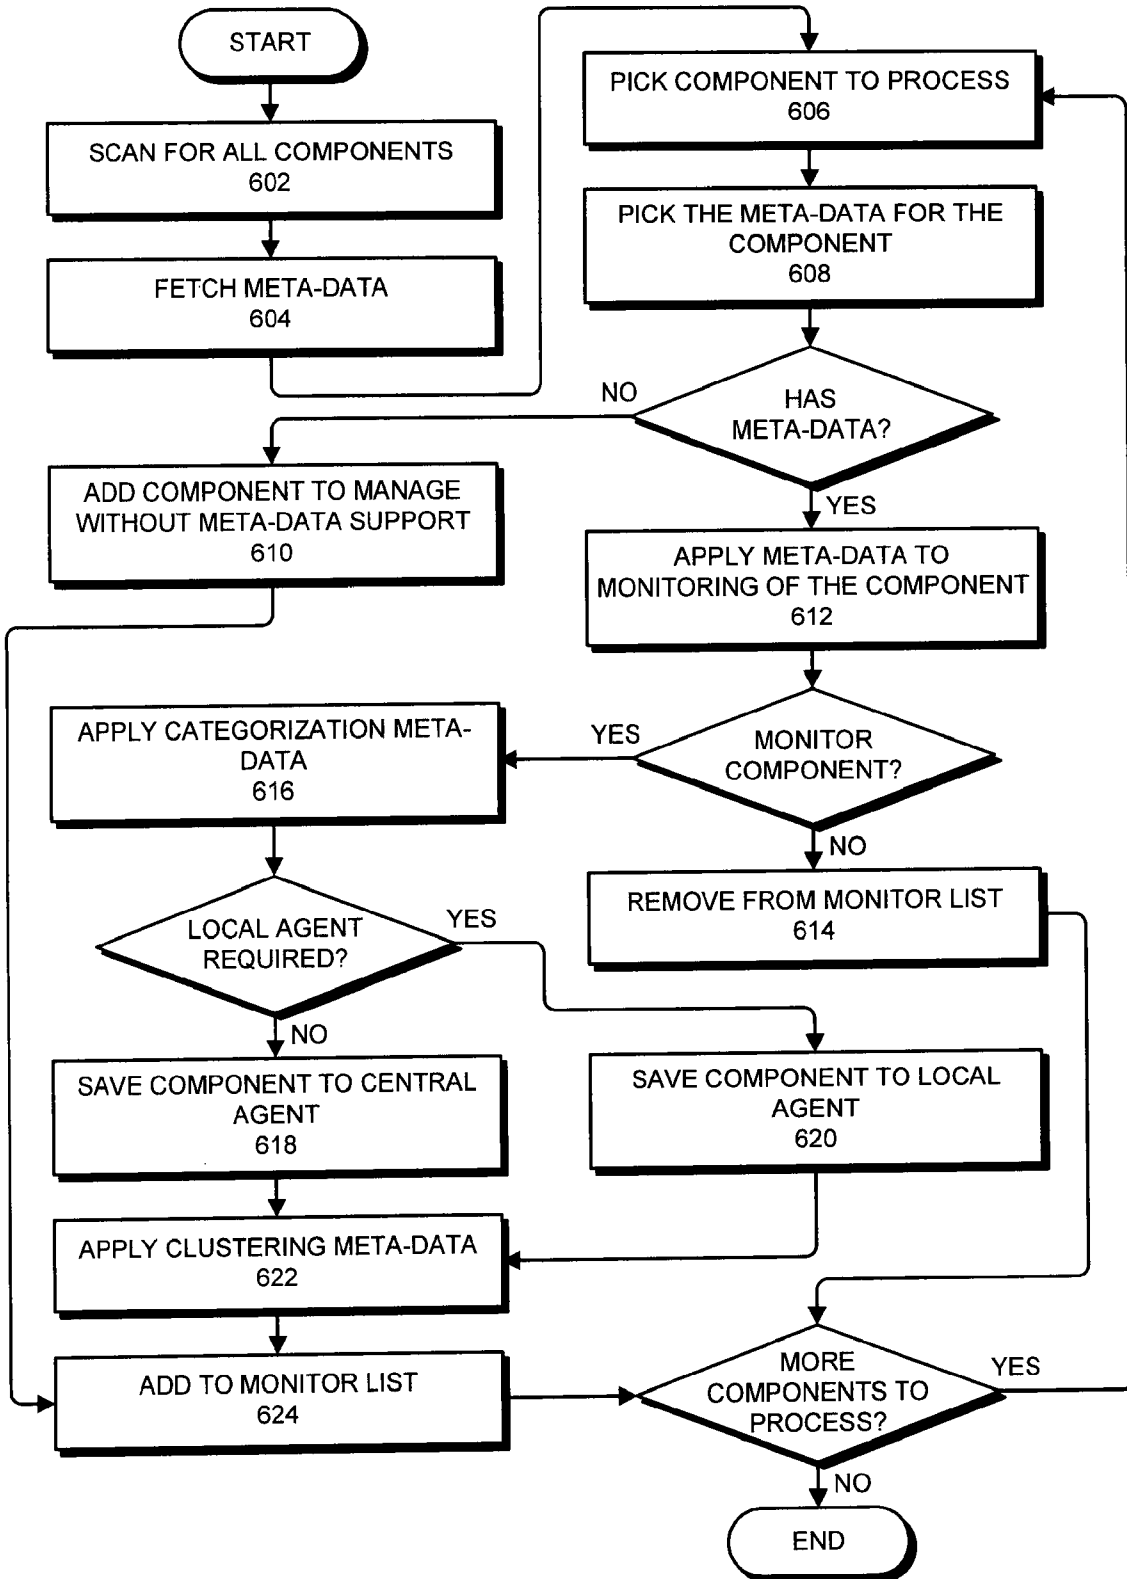 START
SCAN FOR ALL COMPONENTS
602
FETCH META-DATA
604
PICK COMPONENT TO PROCESS
606
PICK THE META-DATA FOR THE
COMPONENT
608
HAS
META-DATA?
NO
YES
ADD COMPONENT TO MANAGE
WITHOUT META-DATA SUPPORT
610
APPLY META-DATA TO
MONITORING OF THE COMPONENT
612
MONITOR
COMPONENT?
YES
NO
APPLY CATEGORIZATION META-
DATA
616
REMOVE FROM MONITOR LIST
614
LOCAL AGENT
REQUIRED?
YES
NO
SAVE COMPONENT TO CENTRAL
AGENT
618
SAVE COMPONENT TO LOCAL
AGENT
620
APPLY CLUSTERING META-DATA
622
ADD TO MONITOR LIST
624
MORE
COMPONENTS TO
PROCESS?
YES
NO
END